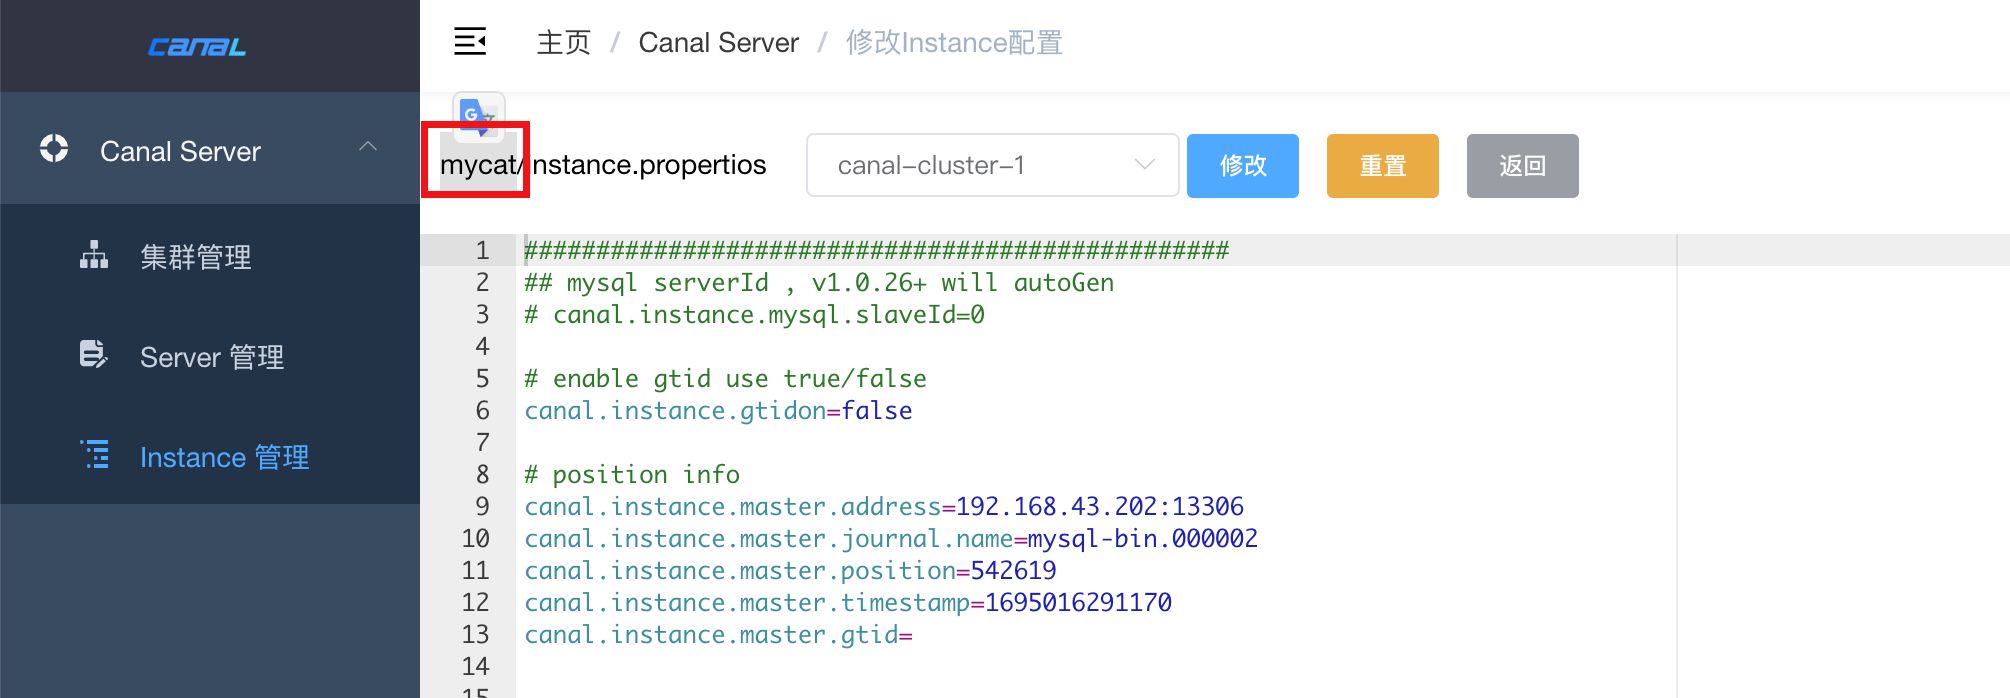 CANAL
主页 / Canal Server / 修改Instance配置
Canal Server
集群管理
Server 管理
Instance 管理
G文
mycat/instance.propertios canal-cluster-1 修改 重置 返回
1 #################################################
2 ## mysql serverId , v1.0.26+ will autoGen
3 # canal.instance.mysql.slaveId=0
4
5 # enable gtid use true/false
6 canal.instance.gtidon=false
7
8 # position info
9 canal.instance.master.address=192.168.43.202:13306
10 canal.instance.master.journal.name=mysql-bin.000002
11 canal.instance.master.position=542619
12 canal.instance.master.timestamp=1695016291170
13 canal.instance.master.gtid=
14
15